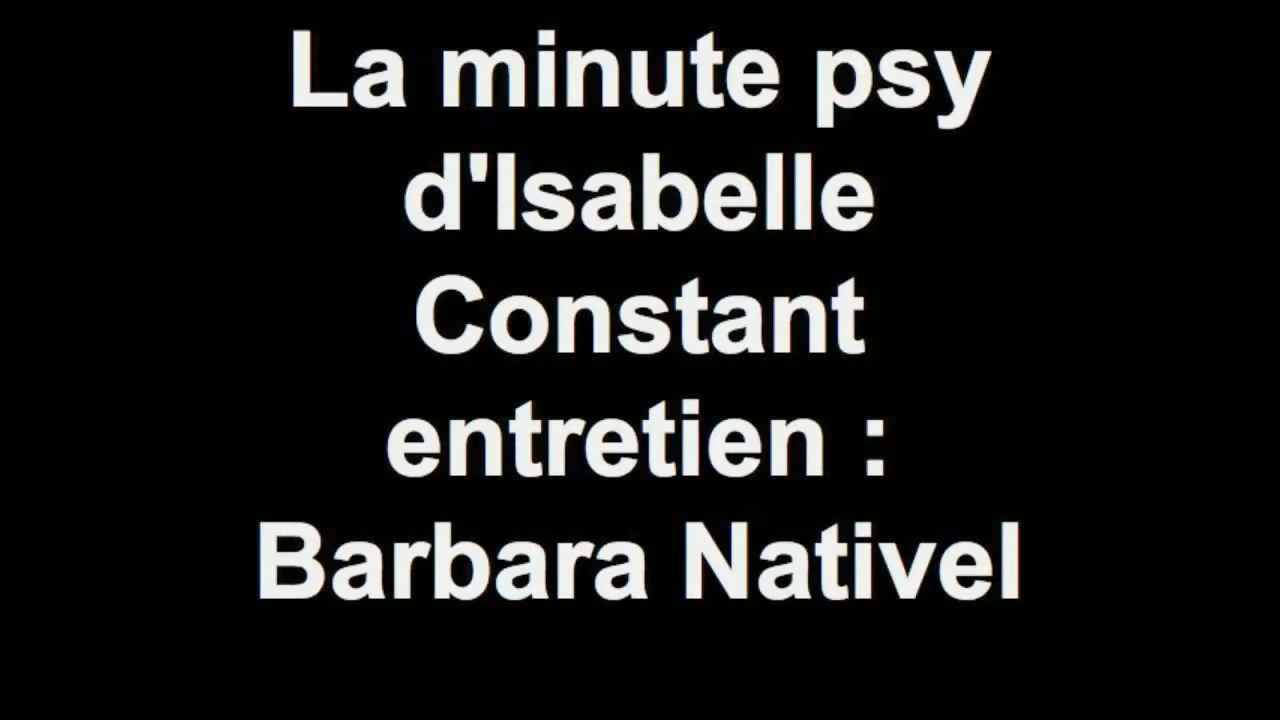 La minute psy
d'Isabelle
Constant
entretien :
Barbara Nativel